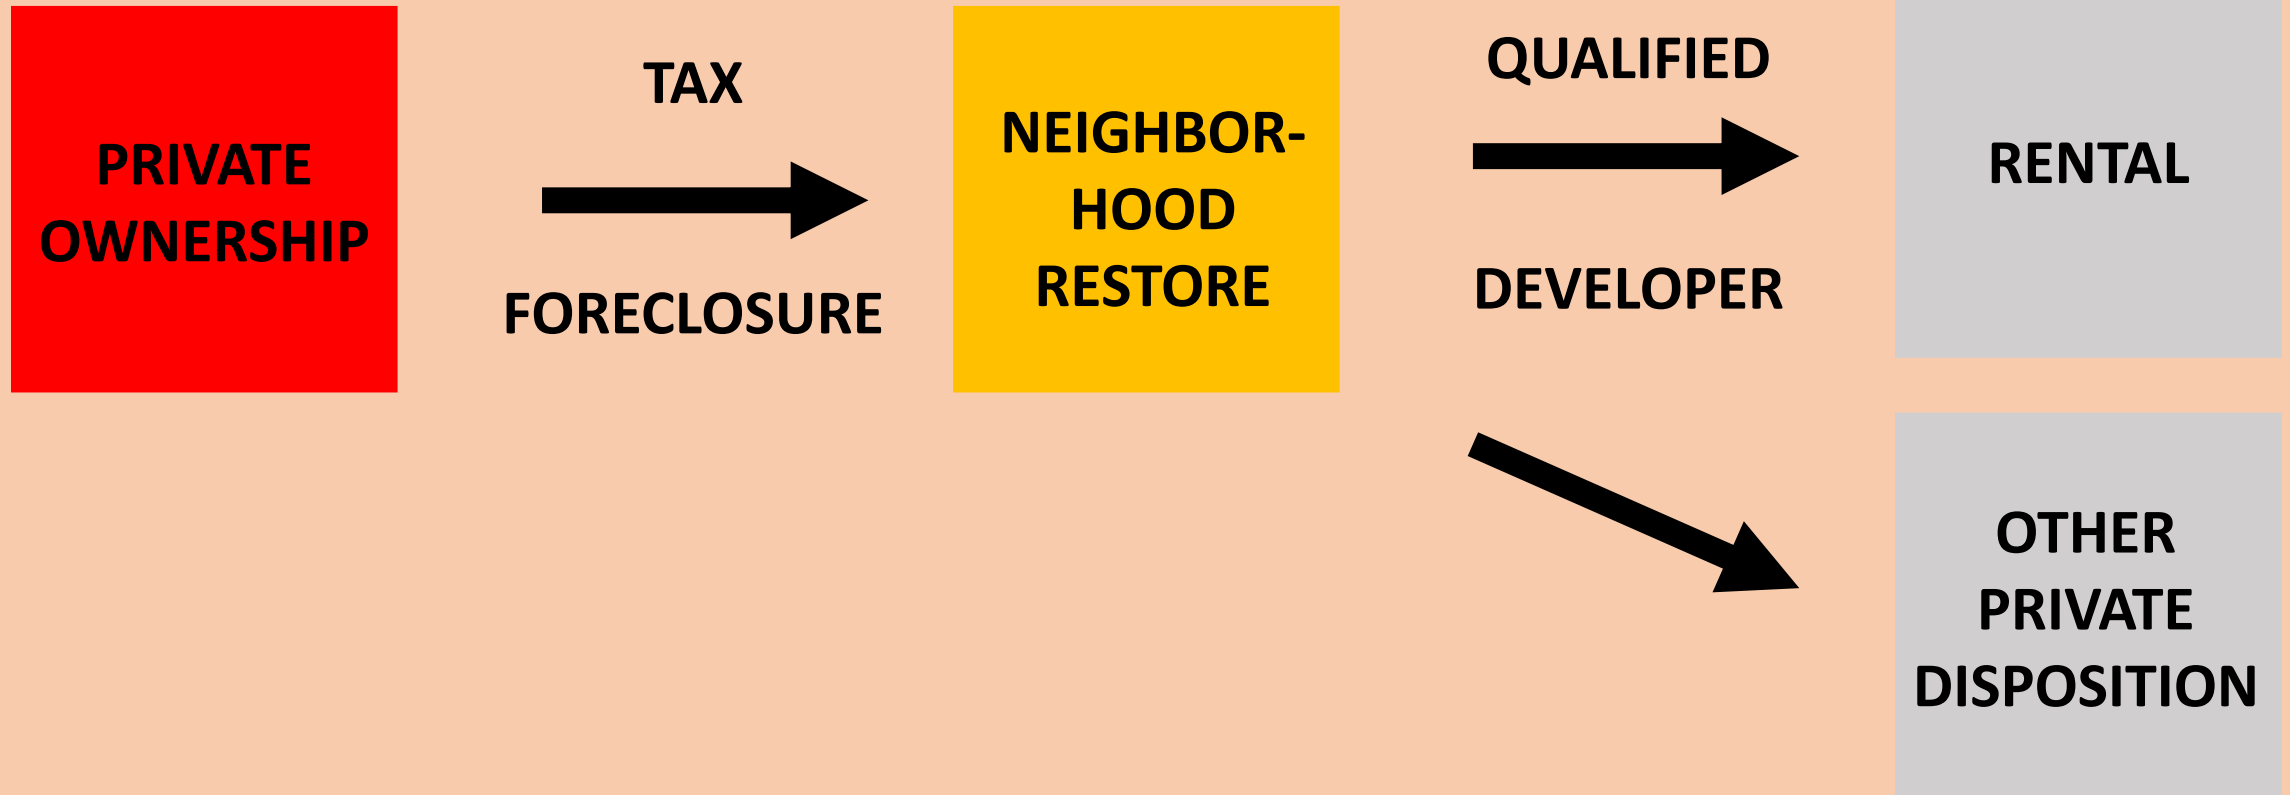 PRIVATE
OWNERSHIP
TAX
FORECLOSURE
NEIGHBOR-
HOOD
RESTORE
QUALIFIED
DEVELOPER
RENTAL
OTHER
PRIVATE
DISPOSITION